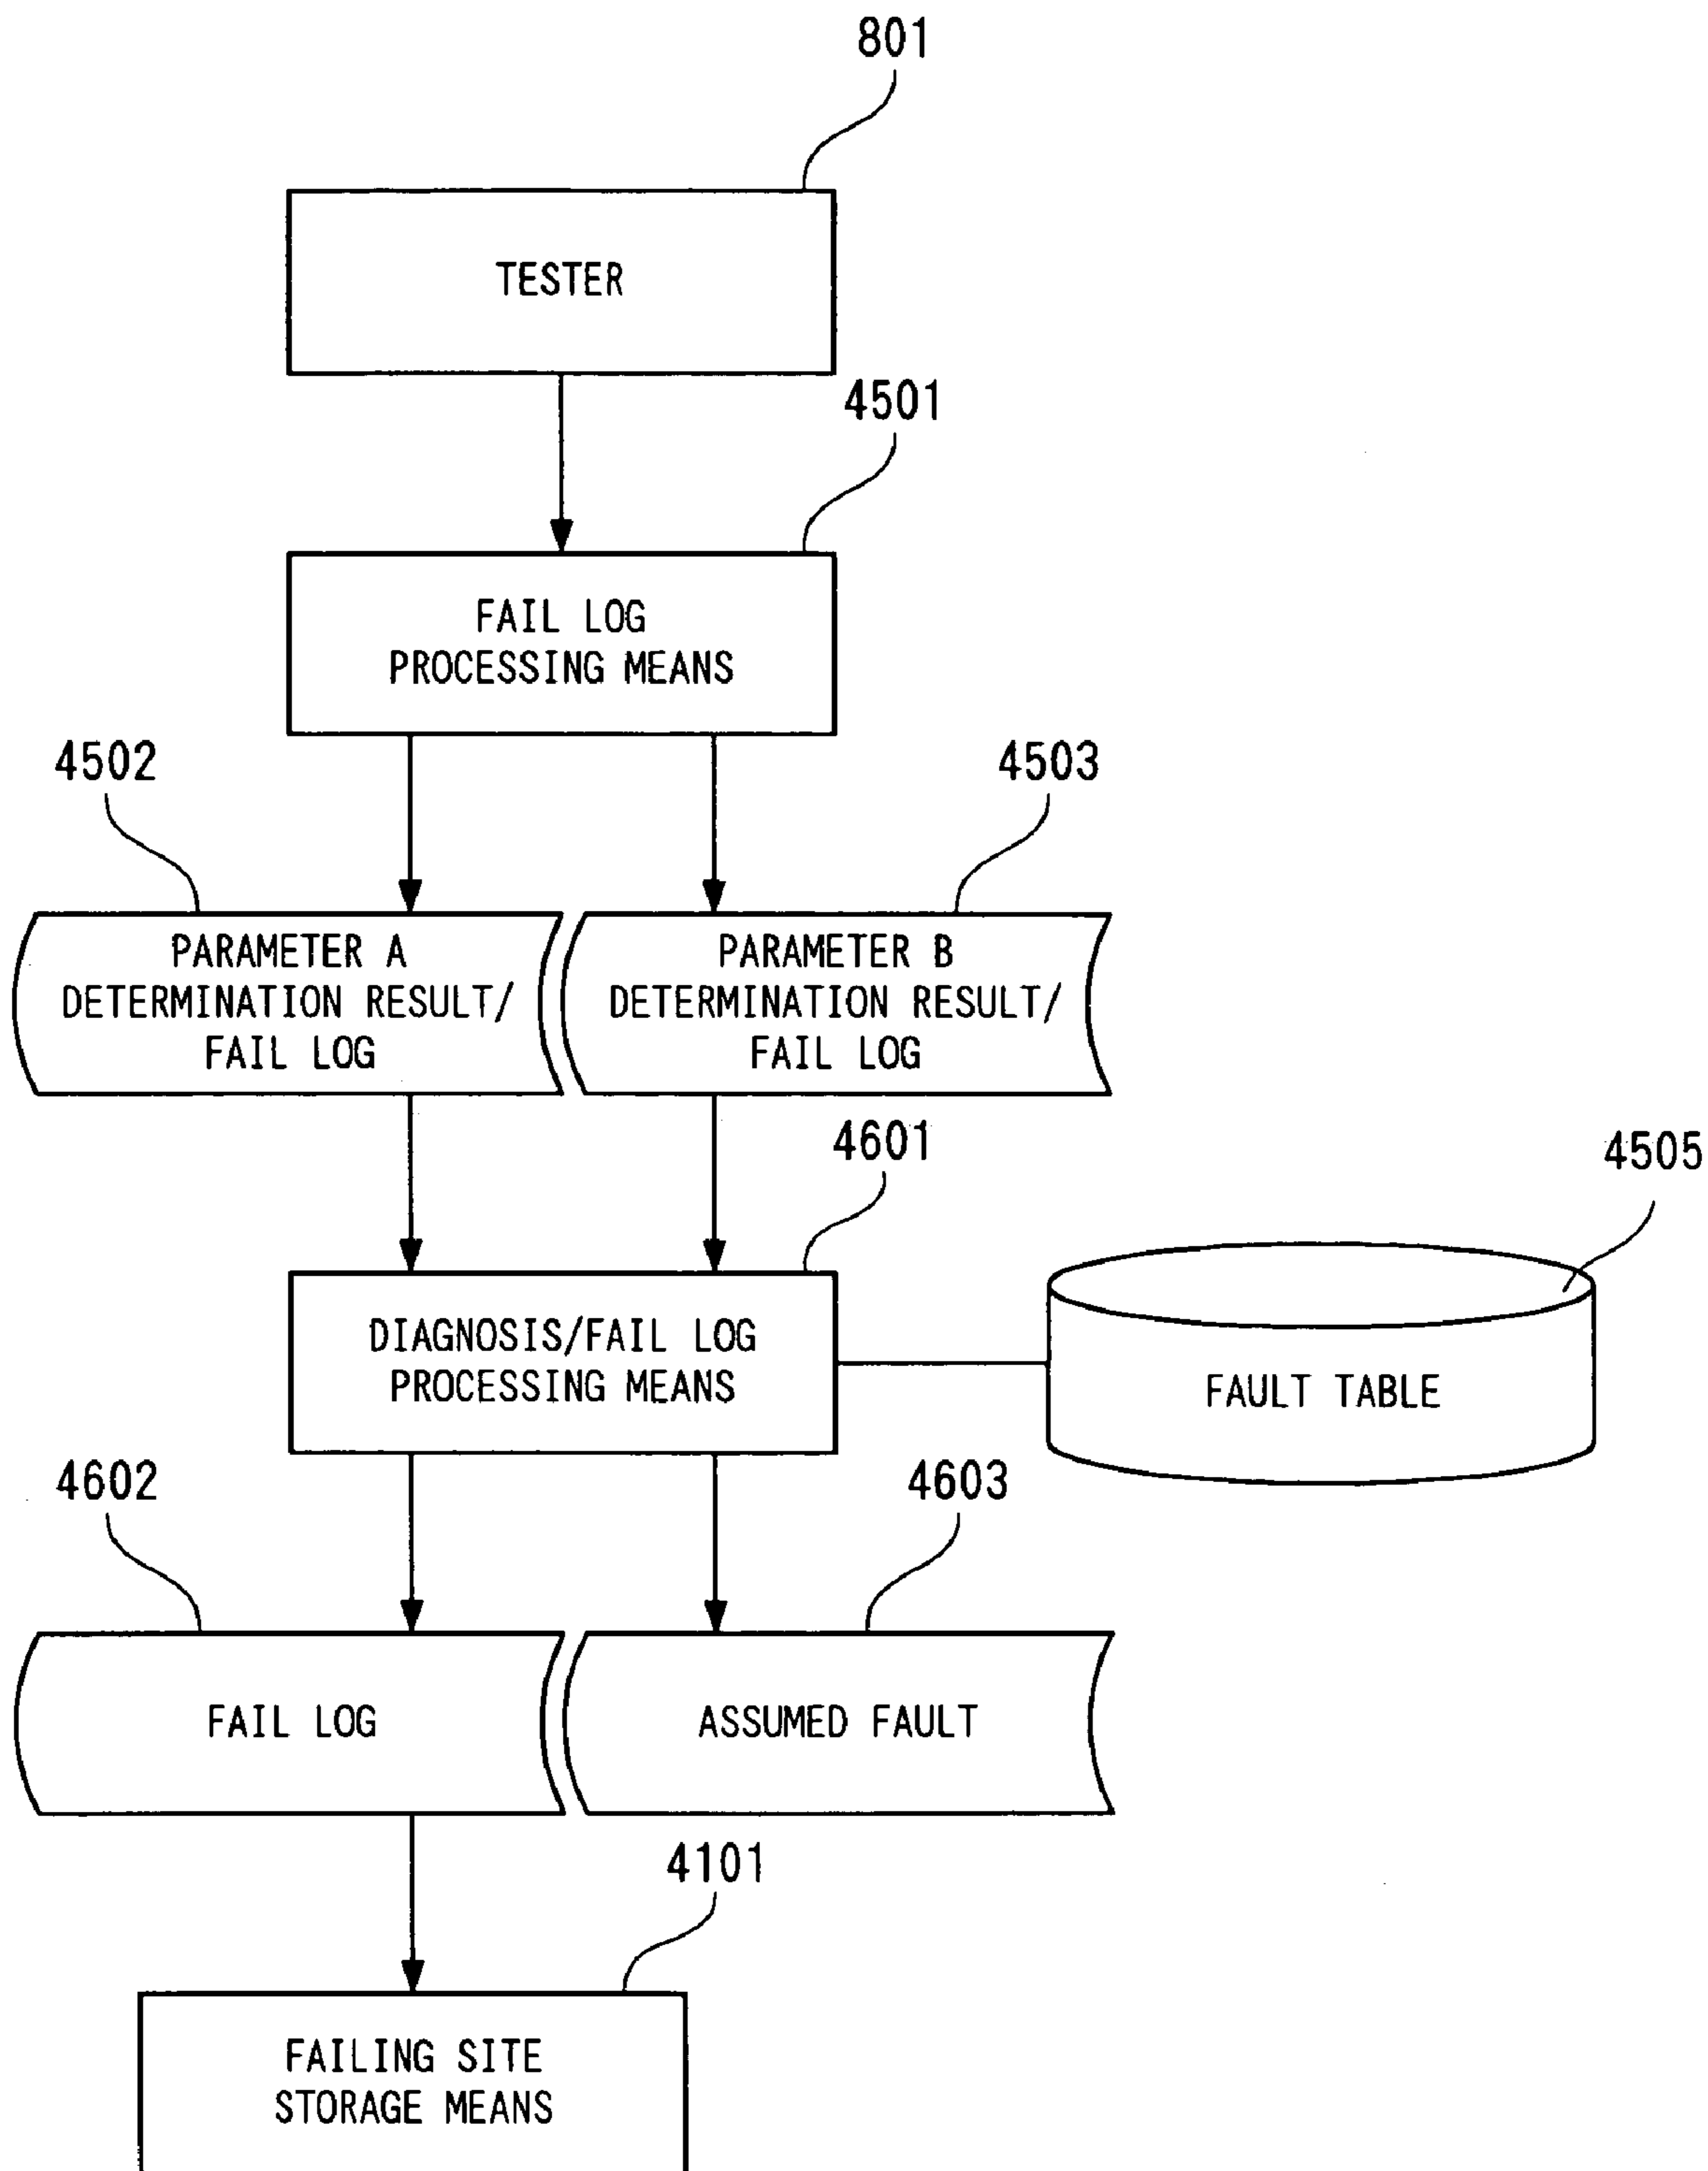 801
TESTER
4501
FAIL LOG
PROCESSING MEANS
4502
4503
PARAMETER A
DETERMINATION RESULT/
FAIL LOG
PARAMETER B
DETERMINATION RESULT/
FAIL LOG
4601
4505
DIAGNOSIS/FAIL LOG
PROCESSING MEANS
FAULT TABLE
4602
4603
FAIL LOG
ASSUMED FAULT
4101
FAILING SITE
STORAGE MEANS